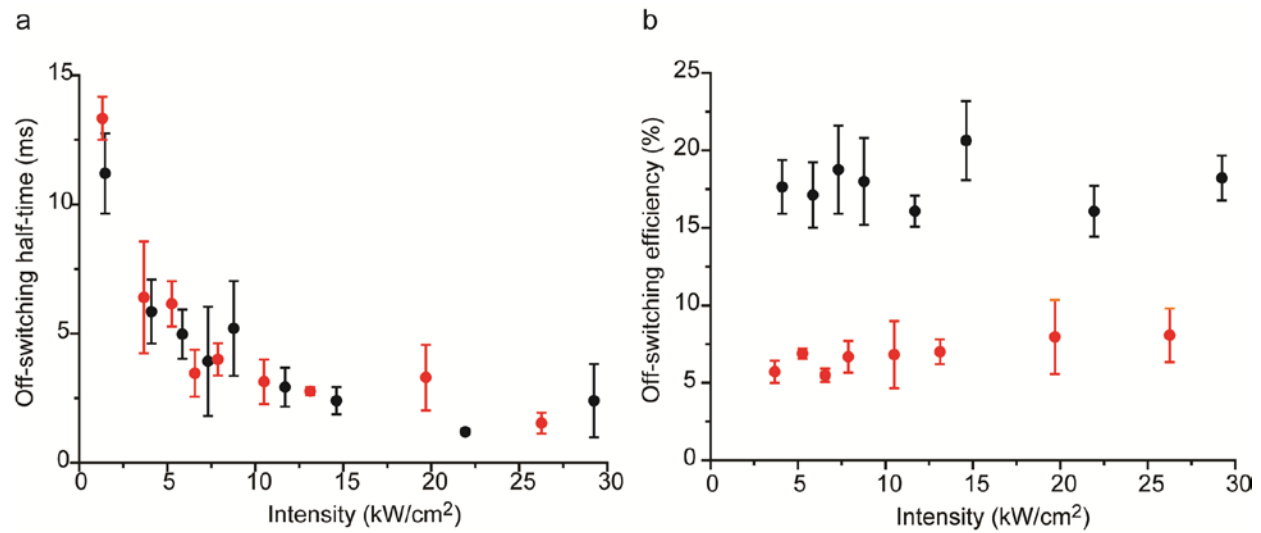 a
15
10
5
0
Off-switching half-time (ms)
0 5 10 15 20 25 30
Intensity (kW/cm2)
b
25
20
15
10
5
0
Off-switching efficiency (%)
0 5 10 15 20 25 30
Intensity (kW/cm2)